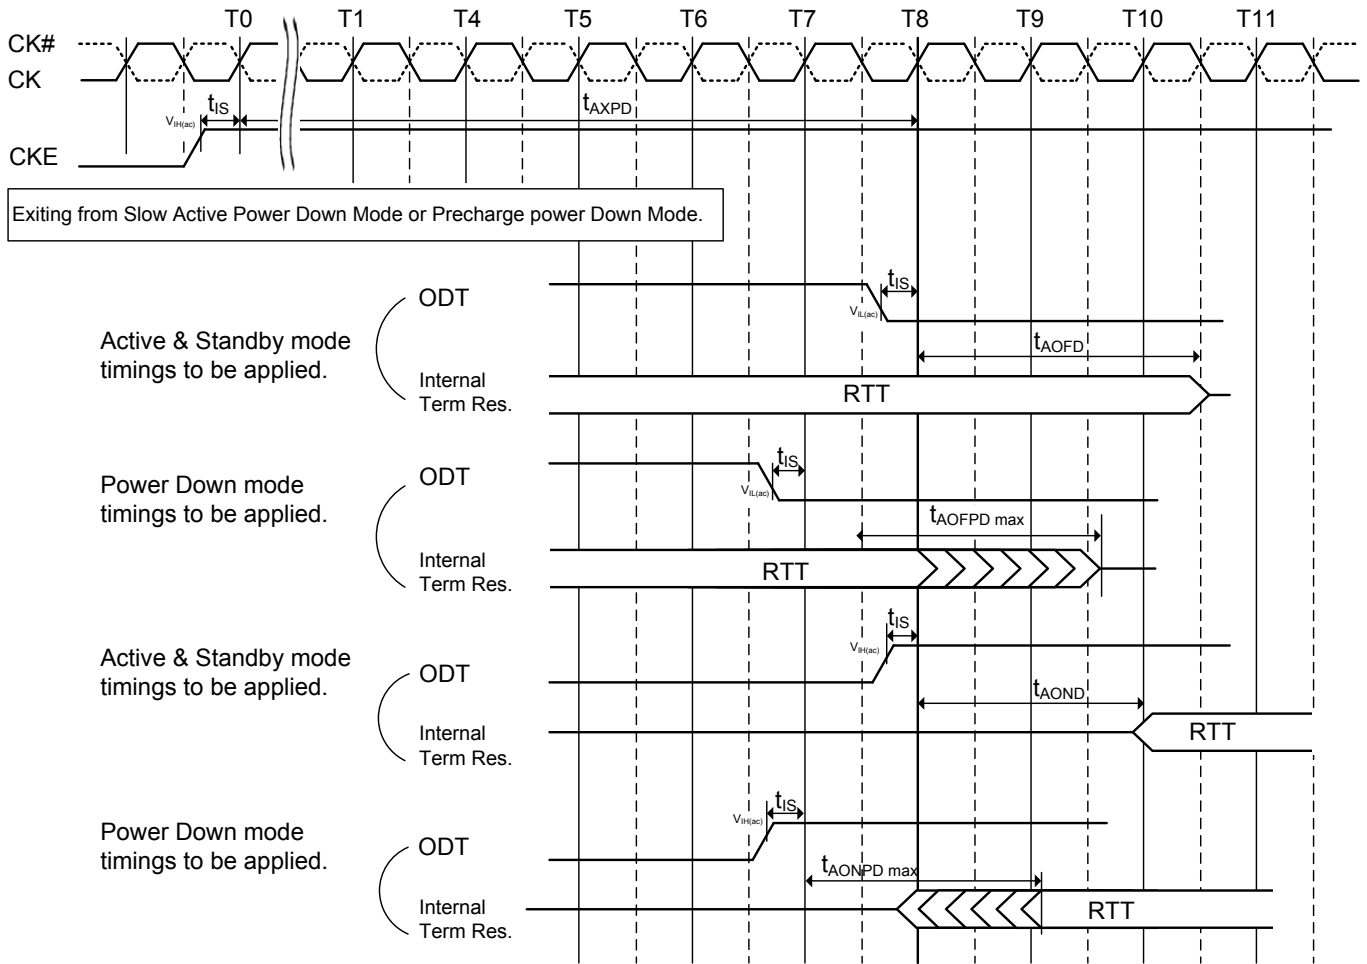 T0 T1 T4 T5 T6 T7 T8 T9 T10 T11
CK#
CK
tIS
tAXPD
VIH(ac)
CKE
Exiting from Slow Active Power Down Mode or Precharge power Down Mode.
ODT
tIS
VIL(ac)
Active & Standby mode
timings to be applied.
tAOFD
Internal
Term Res.
RTT
ODT
tIS
VIL(ac)
Power Down mode
timings to be applied.
tAOFPD max
Internal
Term Res.
RTT
tIS
VIH(ac)
Active & Standby mode
timings to be applied.
ODT
tAOND
Internal
Term Res.
RTT
tIS
VIH(ac)
Power Down mode
timings to be applied.
ODT
tAONPD max
Internal
Term Res.
RTT